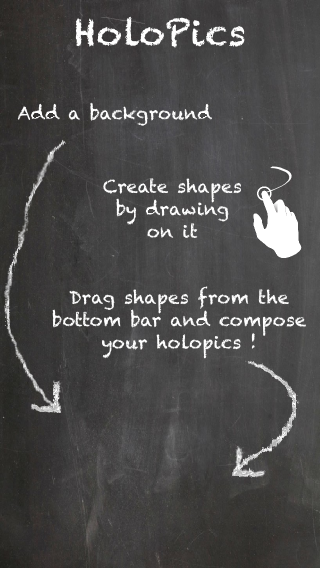 HoloPics
Add a background
Create shapes
by drawing
on it
Drag shapes from the
bottom bar and compose
your holopics !